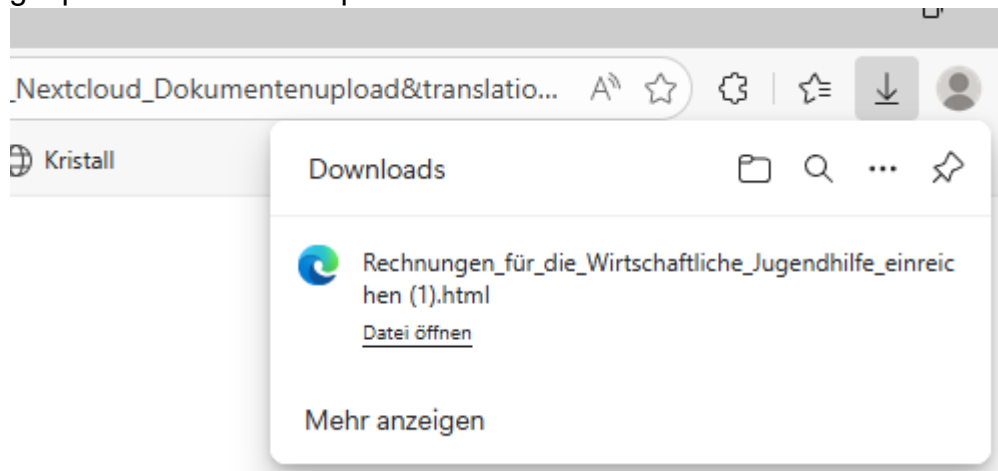 _Nextcloud_Dokumentenupload&translatio...
Kristall
Downloads
Rechnungen_für_die_Wirtschaftliche_Jugendhilfe_einreic
hen (1).html
Datei öffnen
Mehr anzeigen